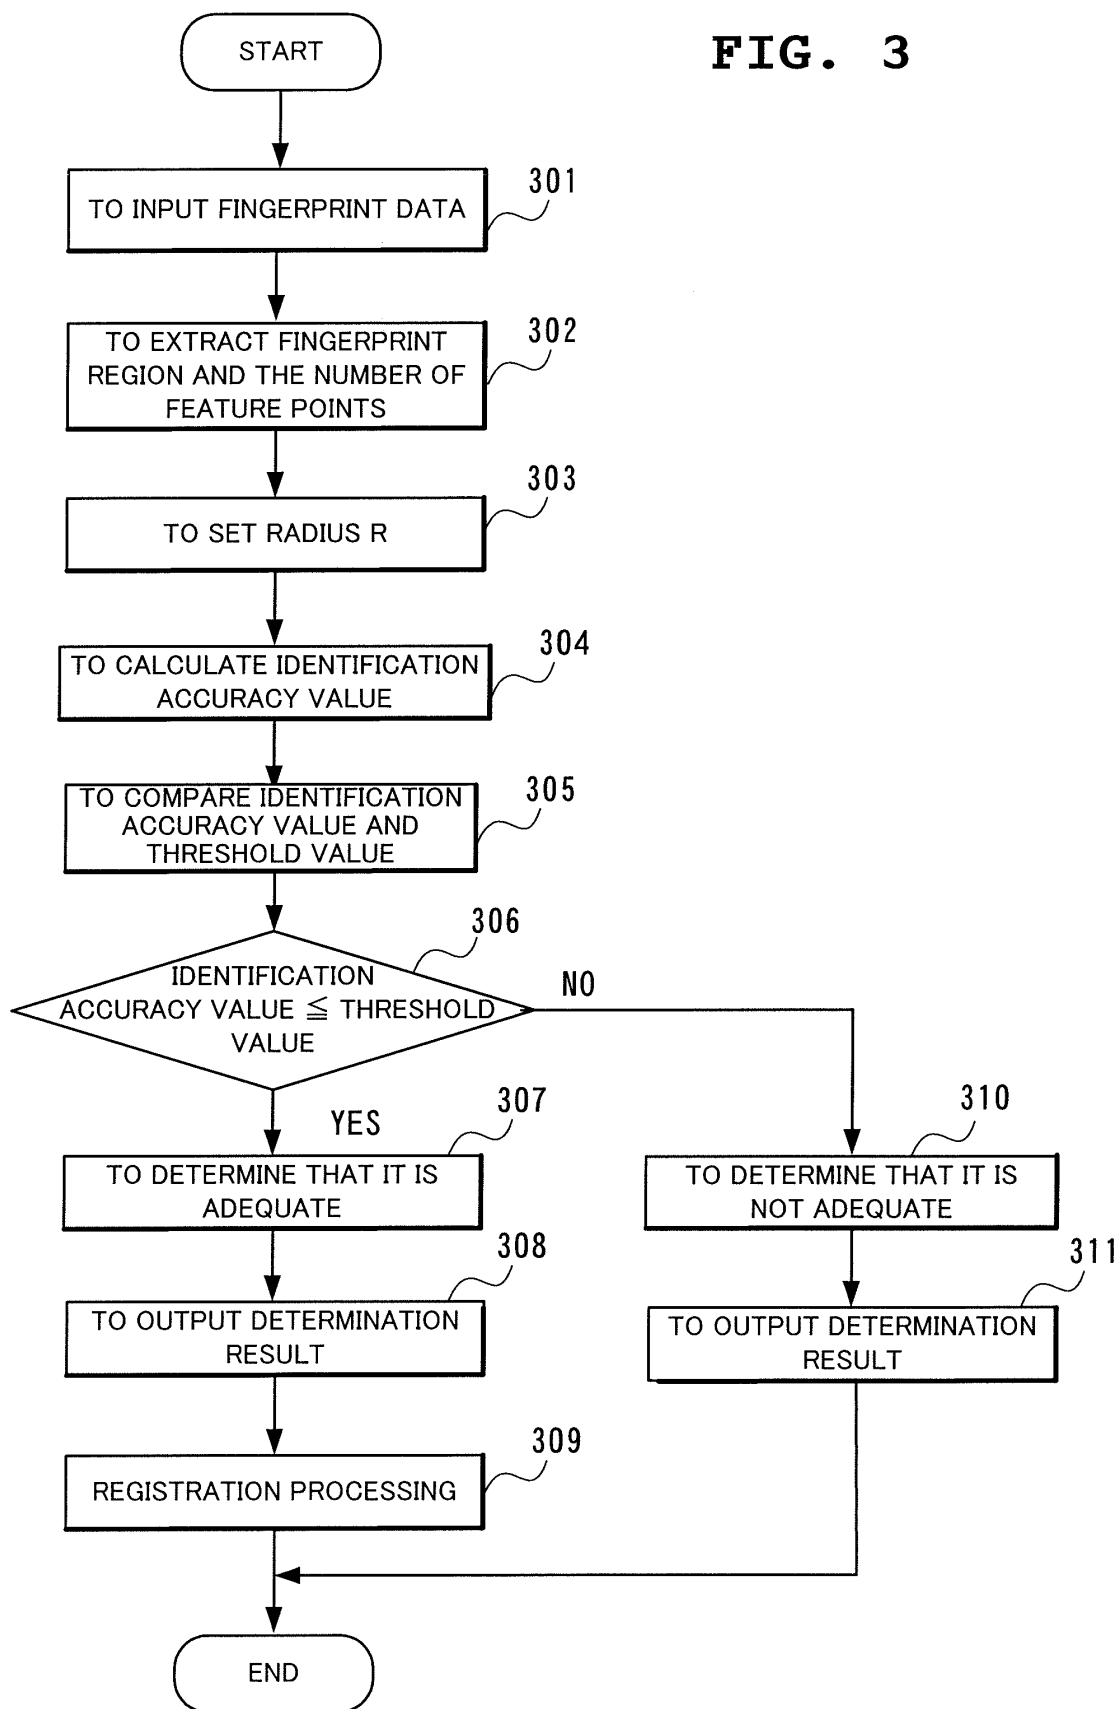 START
FIG. 3
301
TO INPUT FINGERPRINT DATA
302
TO EXTRACT FINGERPRINT
REGION AND THE NUMBER OF
FEATURE POINTS
303
TO SET RADIUS R
304
TO CALCULATE IDENTIFICATION
ACCURACY VALUE
305
TO COMPARE IDENTIFICATION
ACCURACY VALUE AND
THRESHOLD VALUE
306
IDENTIFICATION
ACCURACY VALUE ≦ THRESHOLD
VALUE
NO
YES
307
TO DETERMINE THAT IT IS
ADEQUATE
308
TO OUTPUT DETERMINATION
RESULT
309
REGISTRATION PROCESSING
310
TO DETERMINE THAT IT IS
NOT ADEQUATE
311
TO OUTPUT DETERMINATION
RESULT
END